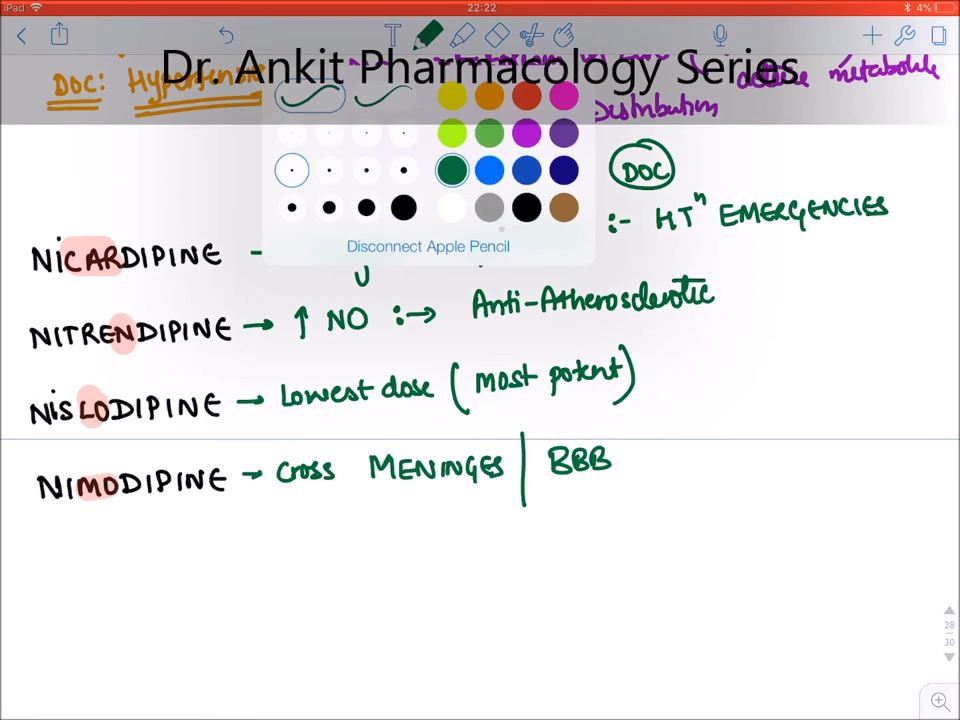 iPad 22:22 4%
Dr. Ankit Pharmacology Series
DOC: active metabolite
Distribution
DOC
:- HTⁿ EMERGENCIES
Disconnect Apple Pencil
NiCARDIPINE -
NITRENDIPINE → ↑ NO :→ Anti-Atherosclerotic
NiSLODIPINE → Lowest dose (most potent)
NIMODIPINE → Cross MENINGES | BBB
28
30